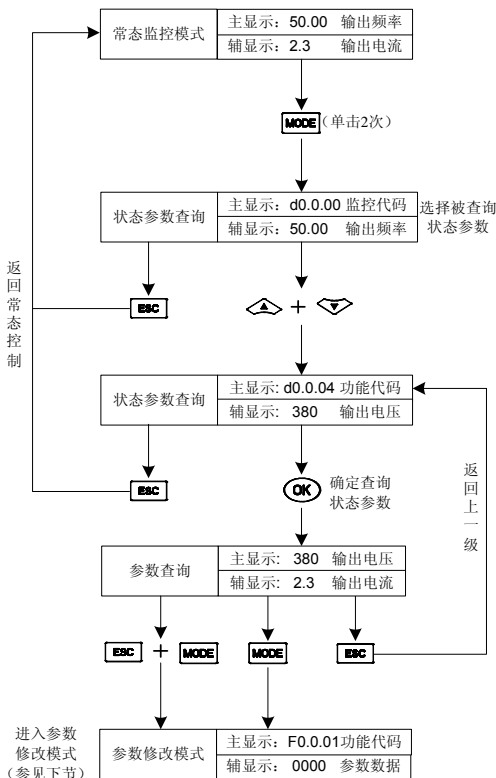 常态监控模式
主显示：50.00 输出频率
辅显示：2.3 输出电流
MODE（单击2次）
状态参数查询
主显示：d0.0.00 监控代码
辅显示：50.00 输出频率
选择被查询
状态参数
ESC
+
返回常态控制
状态参数查询
主显示: d0.0.04 功能代码
辅显示: 380 输出电压
ESC
OK
确定查询
状态参数
返回上一级
参数查询
主显示: 380 输出电压
辅显示: 2.3 输出电流
ESC + MODE
MODE
ESC
进入参数
修改模式
（参见下节）
参数修改模式
主显示：F0.0.01功能代码
辅显示： 0000 参数数据